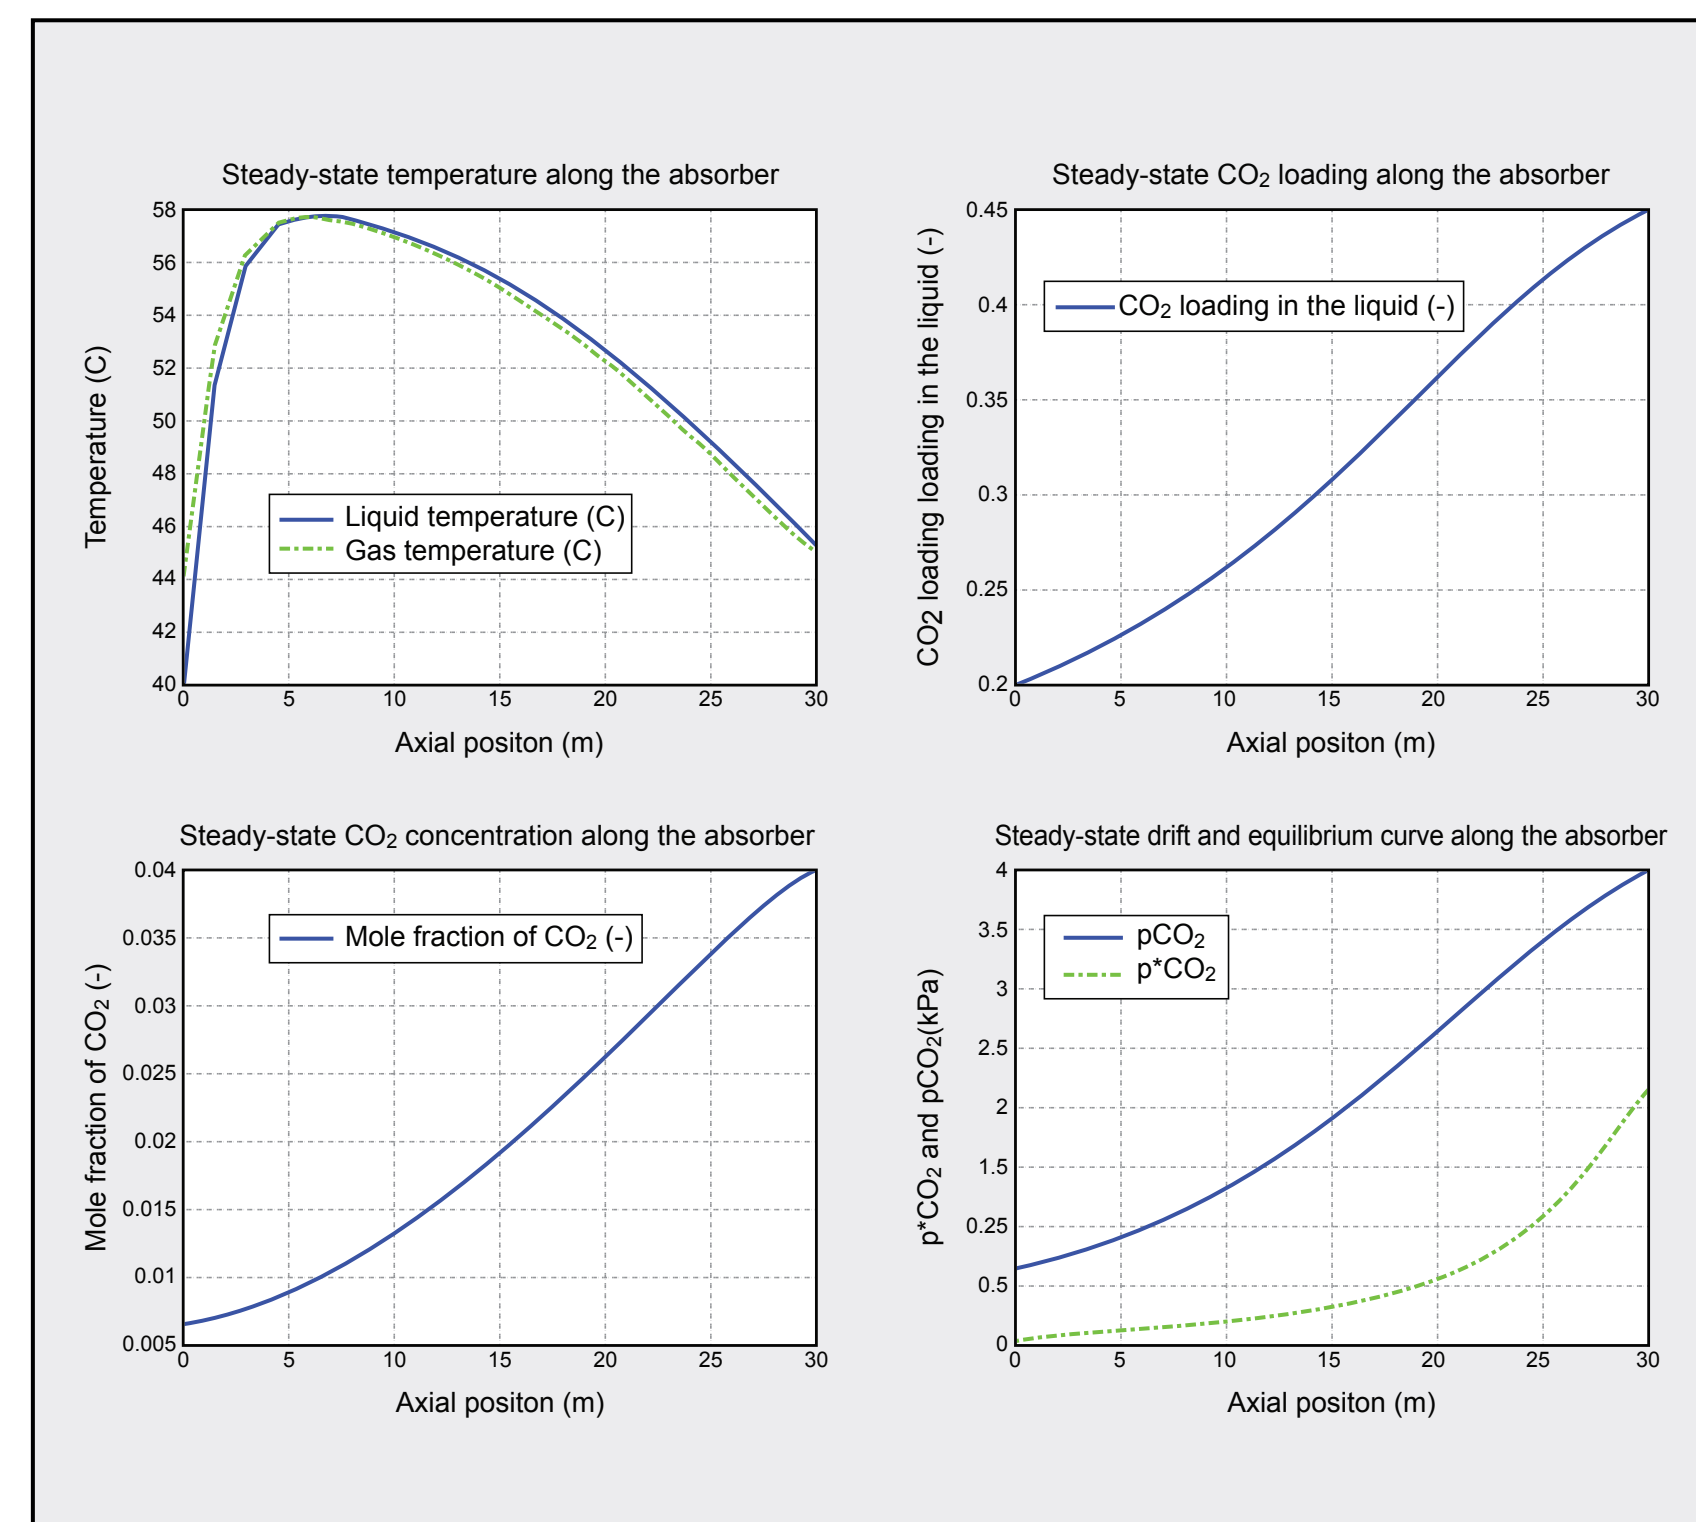 Steady-state temperature along the absorber
58
56
54
52
50
48
46
44
42
40
Temperature (C)
Liquid temperature (C)
Gas temperature (C)
0 5 10 15 20 25 30
Axial positon (m)
Steady-state CO2 loading along the absorber
0.45
0.4
0.35
0.3
0.25
0.2
CO2 loading loading in the liquid (-)
CO2 loading in the liquid (-)
0 5 10 15 20 25 30
Axial positon (m)
Steady-state CO2 concentration along the absorber
0.04
0.035
0.03
0.025
0.02
0.015
0.01
0.005
Mole fraction of CO2 (-)
Mole fraction of CO2 (-)
0 5 10 15 20 25 30
Axial positon (m)
Steady-state drift and equilibrium curve along the absorber
4
3.5
3
2.5
2
1.5
0.25
0.5
0
p*CO2 and pCO2(kPa)
pCO2
p*CO2
0 5 10 15 20 25 30
Axial positon (m)